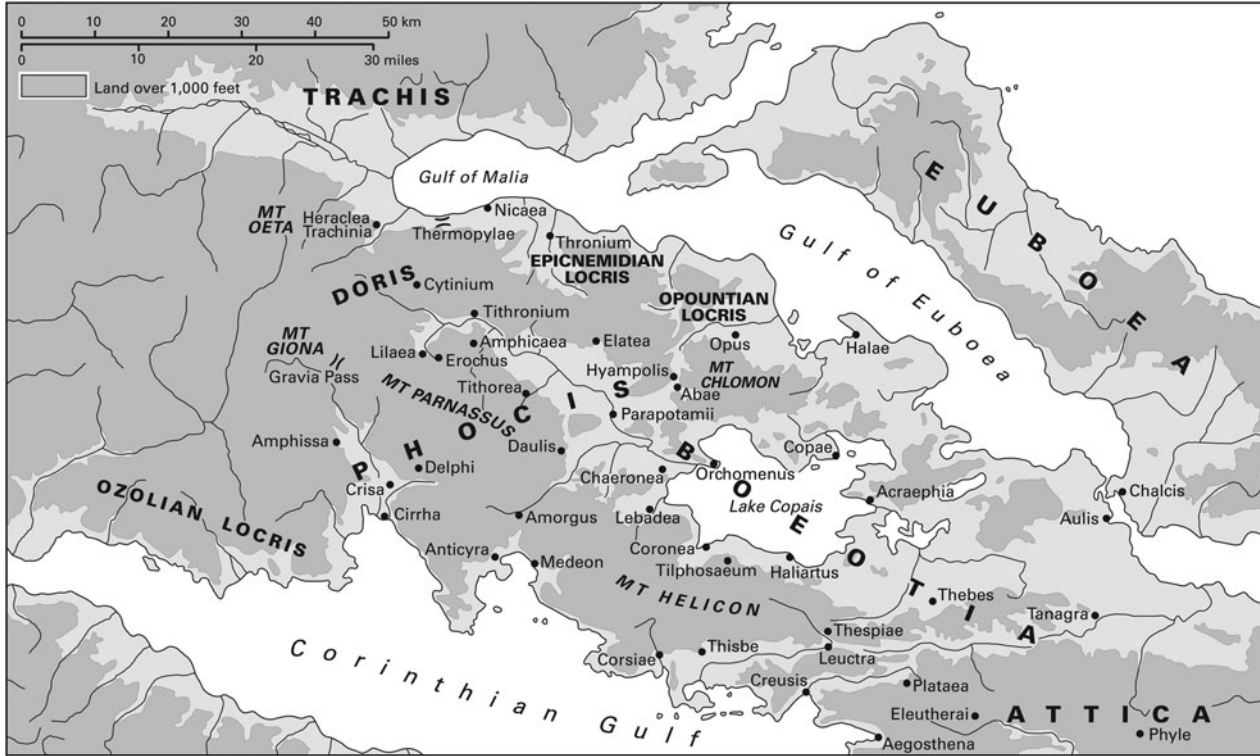 0 10 20 30 40 50 km
0 10 20 30 miles
Land over 1,000 feet
TRACHIS
Gulf of Malia
EUBOEA
MT
OETA
Heraclea
Trachinia
Nicaea
Thermopylae
Thronium
EPICNEMIDIAN
LOCRIS
Gulf of Euboea
DORIS
Cytinium
OPOUNTIAN
LOCRIS
Tithronium
MT
GIONA
Gravia Pass
Lilaea
Erochus
Amphicaea
Elatea
Opus
Halae
Hyampolis
MT
CHLOMON
Abae
Tithorea
MT PARNASSUS
PHOCIS
Parapotamii
Amphissa
Daulis
Delphi
Crisa
Cirrha
OZOLIAN LOCRIS
Chaeronea
Orchomenus
Copae
BOEOTIA
Lake Copais
Acraephia
Chalcis
Aulis
Amorgus
Lebadea
Anticyra
Medeon
Coronea
Tilphosaeum
Haliartus
MT HELICON
Thebes
Tanagra
Thespiae
Leuctra
Corsiae
Thisbe
Creusis
Plataea
Corinthian Gulf
Eleutherai
ATTICA
Phyle
Aegosthena